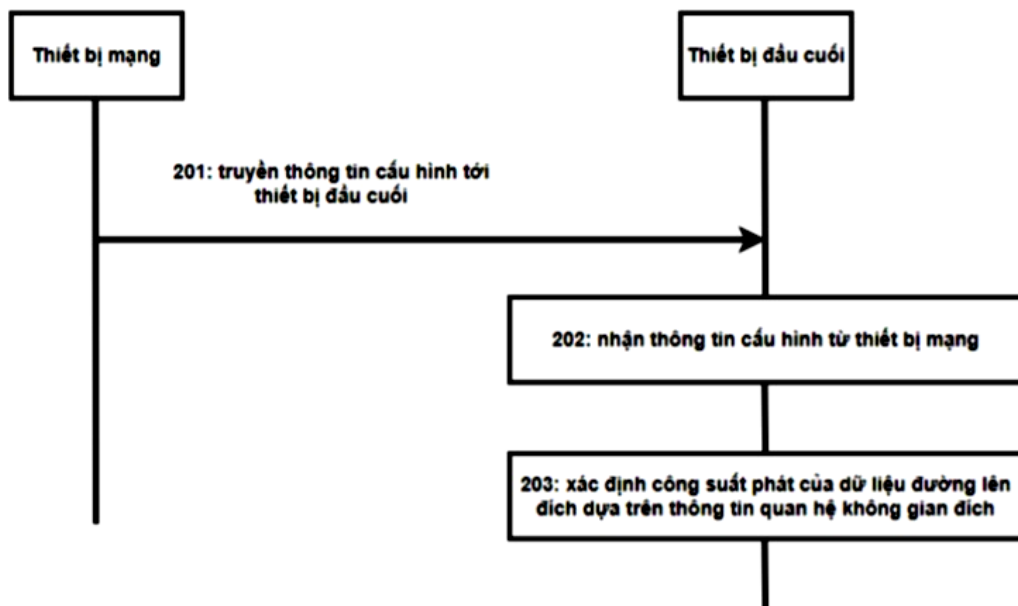 Thiết bị mạng
Thiết bị đầu cuối
201: truyền thông tin cấu hình tới
thiết bị đầu cuối
202: nhận thông tin cấu hình từ thiết bị mạng
203: xác định công suất phát của dữ liệu đường lên
đích dựa trên thông tin quan hệ không gian đích